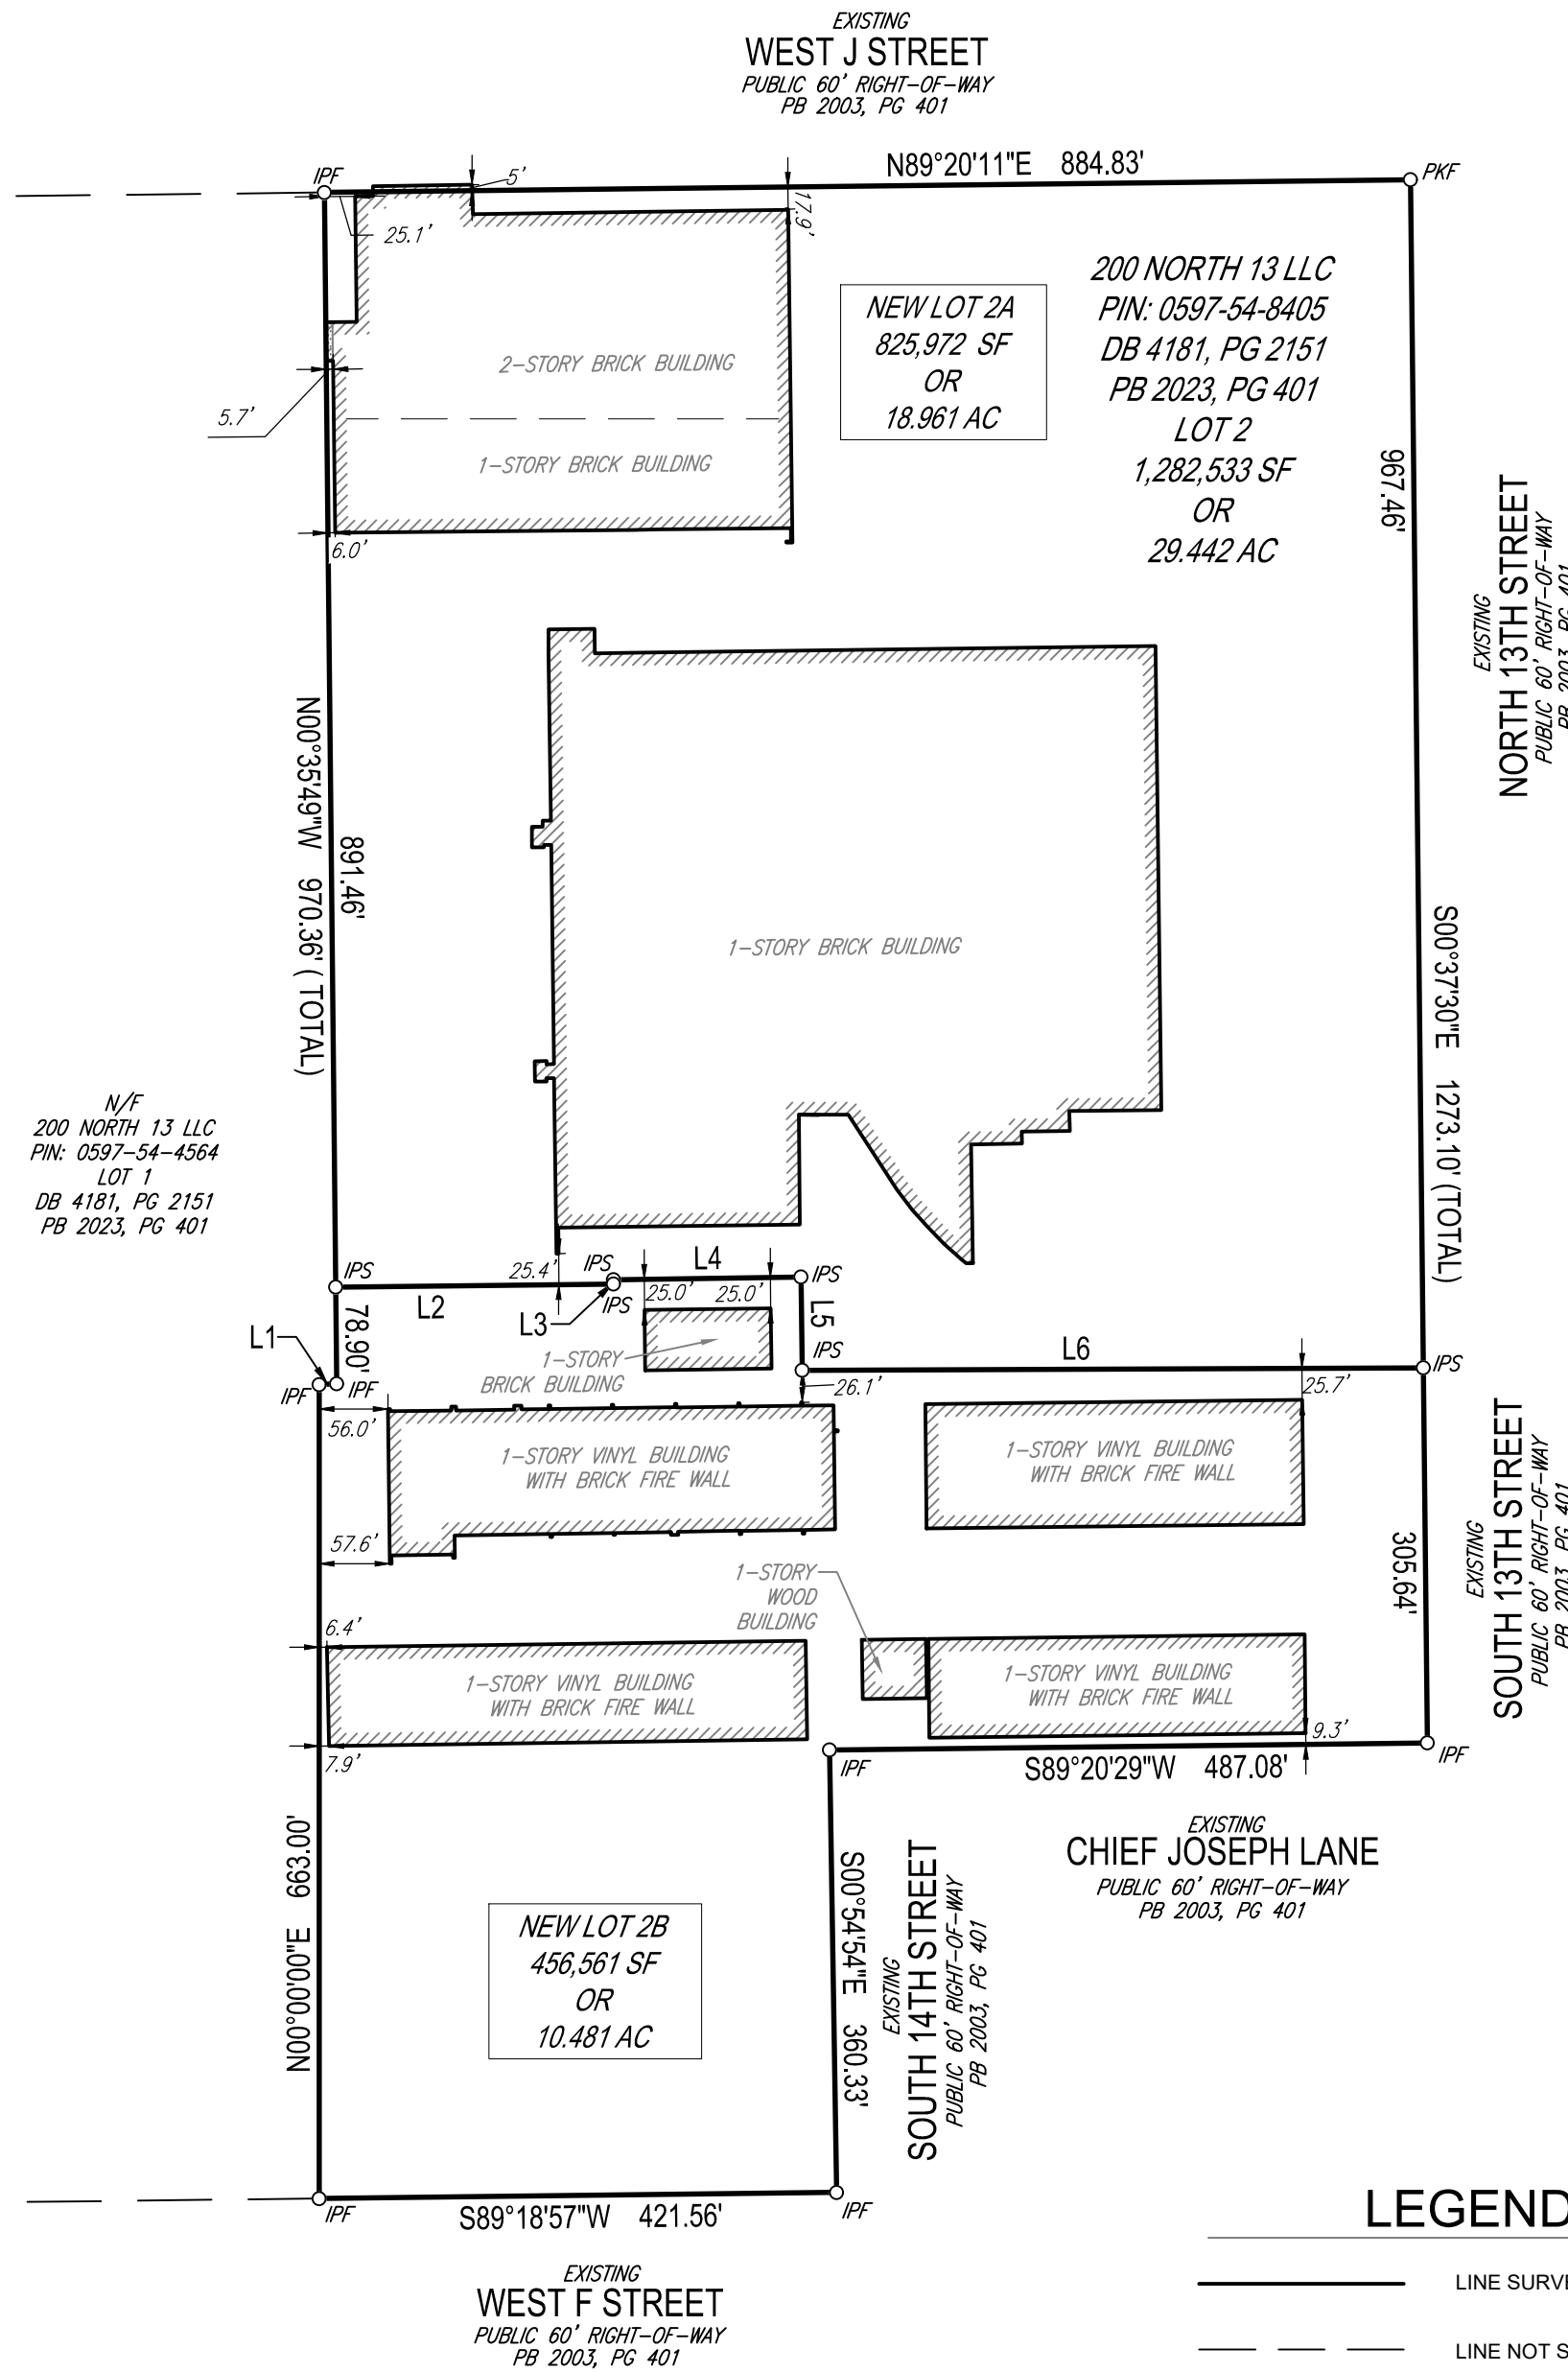 EXISTING
WEST J STREET
PUBLIC 60' RIGHT-OF-WAY
PB 2003, PG 401
IPF
N89°20'11"E 884.83'
PKF
5'
17.9'
25.1'
NEW LOT 2A
825,972 SF
OR
18.961 AC
200 NORTH 13 LLC
PIN: 0597-54-8405
DB 4181, PG 2151
PB 2023, PG 401
LOT 2
1,282,533 SF
OR
29.442 AC
2-STORY BRICK BUILDING
1-STORY BRICK BUILDING
5.7'
6.0'
967.46'
EXISTING
NORTH 13TH STREET
PUBLIC 60' RIGHT-OF-WAY
PB 2003, PG 401
N00°35'49"W 970.36' ( TOTAL)
891.46'
1-STORY BRICK BUILDING
S00°37'30"E 1273.10' (TOTAL)
N/F
200 NORTH 13 LLC
PIN: 0597-54-4564
LOT 1
DB 4181, PG 2151
PB 2023, PG 401
IPS
25.4'
IPS
L4
IPS
L2
L3
IPS
25.0'
25.0'
L5
L1
78.90'
IPF
IPF
1-STORY
BRICK BUILDING
IPS
L6
IPS
26.1'
25.7'
56.0'
1-STORY VINYL BUILDING
WITH BRICK FIRE WALL
1-STORY VINYL BUILDING
WITH BRICK FIRE WALL
57.6'
305.64'
EXISTING
SOUTH 13TH STREET
PUBLIC 60' RIGHT-OF-WAY
PB 2003, PG 401
1-STORY
WOOD
BUILDING
6.4'
1-STORY VINYL BUILDING
WITH BRICK FIRE WALL
1-STORY VINYL BUILDING
WITH BRICK FIRE WALL
7.9'
9.3'
IPF
IPF
S89°20'29"W 487.08'
EXISTING
CHIEF JOSEPH LANE
PUBLIC 60' RIGHT-OF-WAY
PB 2003, PG 401
N00°00'00"E 663.00'
NEW LOT 2B
456,561 SF
OR
10.481 AC
S00°54'54"E 360.33'
EXISTING
SOUTH 14TH STREET
PUBLIC 60' RIGHT-OF-WAY
PB 2003, PG 401
IPF
S89°18'57"W 421.56'
IPF
EXISTING
WEST F STREET
PUBLIC 60' RIGHT-OF-WAY
PB 2003, PG 401
LEGEND
LINE SURVE
LINE NOT S